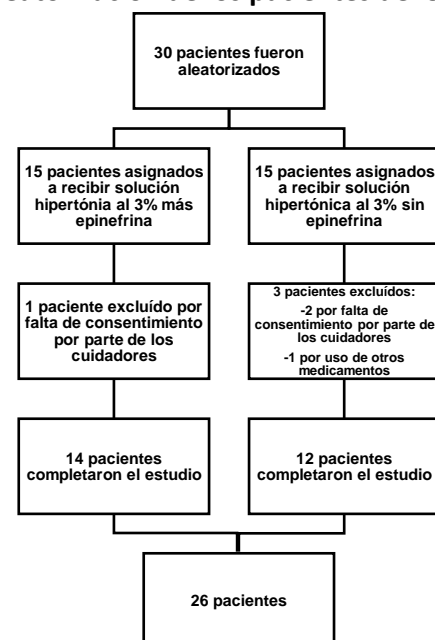 30 pacientes fueron
aleatorizados
15 pacientes asignados
a recibir solución
hipertónia al 3% más
epinefrina
15 pacientes asignados
a recibir solución
hipertónica al 3% sin
epinefrina
1 paciente excluído por
falta de consentimiento
por parte de los
cuidadores
3 pacientes excluídos:
-2 por falta de
consentimiento por parte de
los cuidadores
-1 por uso de otros
medicamentos
14 pacientes
completaron el estudio
12 pacientes
completaron el estudio
26 pacientes